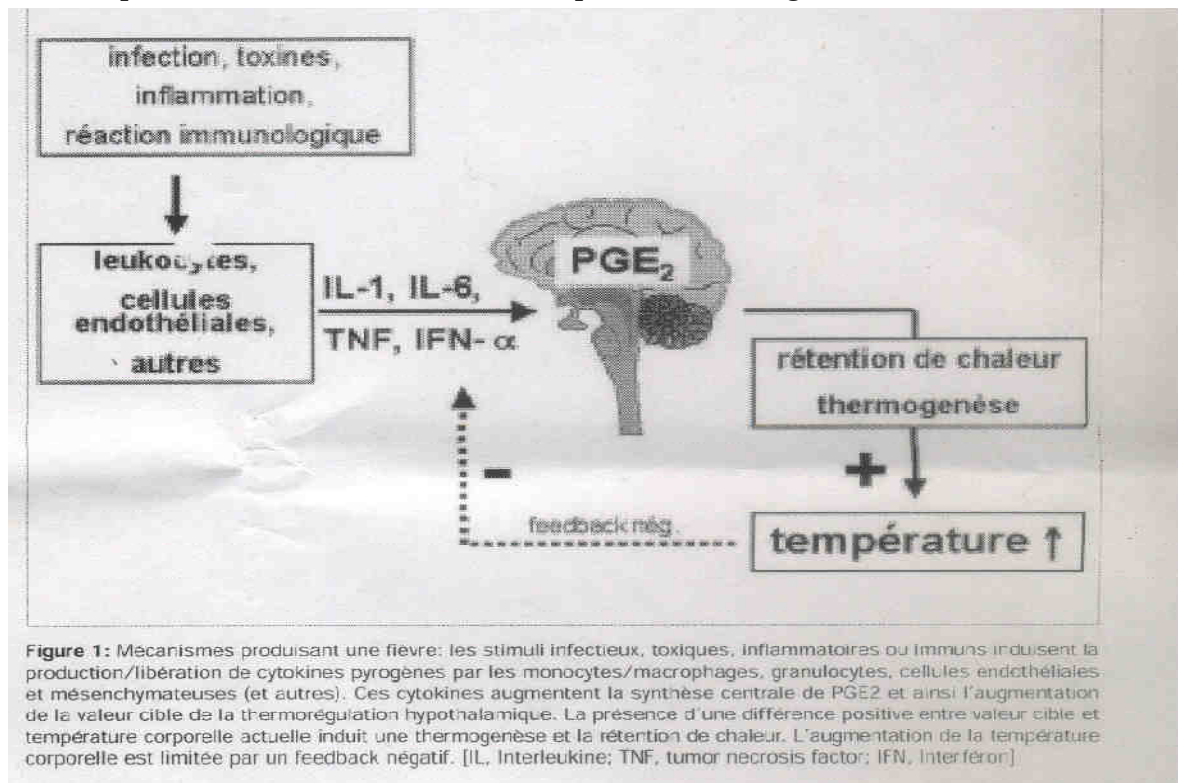 infection, toxines,
inflammation,
réaction immunologique
leukocytes,
cellules
endothéliales,
autres
IL-1, IL-6,
TNF, IFN- α
PGE2
rétention de chaleur
thermogenèse
+
-
feedback nég.
température ↑
Figure 1: Mécanismes produisant une fièvre: les stimuli infectieux, toxiques, inflammatoires ou immuns induisent la
production/libération de cytokines pyrogènes par les monocytes/macrophages, granulocytes, cellules endothéliales
et mésenchymateuses (et autres). Ces cytokines augmentent la synthèse centrale de PGE2 et ainsi l'augmentation
de la valeur cible de la thermorégulation hypothalamique. La présence d'une différence positive entre valeur cible et
température corporelle actuelle induit une thermogenèse et la rétention de chaleur. L'augmentation de la température
corporelle est limitée par un feedback négatif. [IL, Interleukine; TNF, tumor necrosis factor; IFN, Interféron]